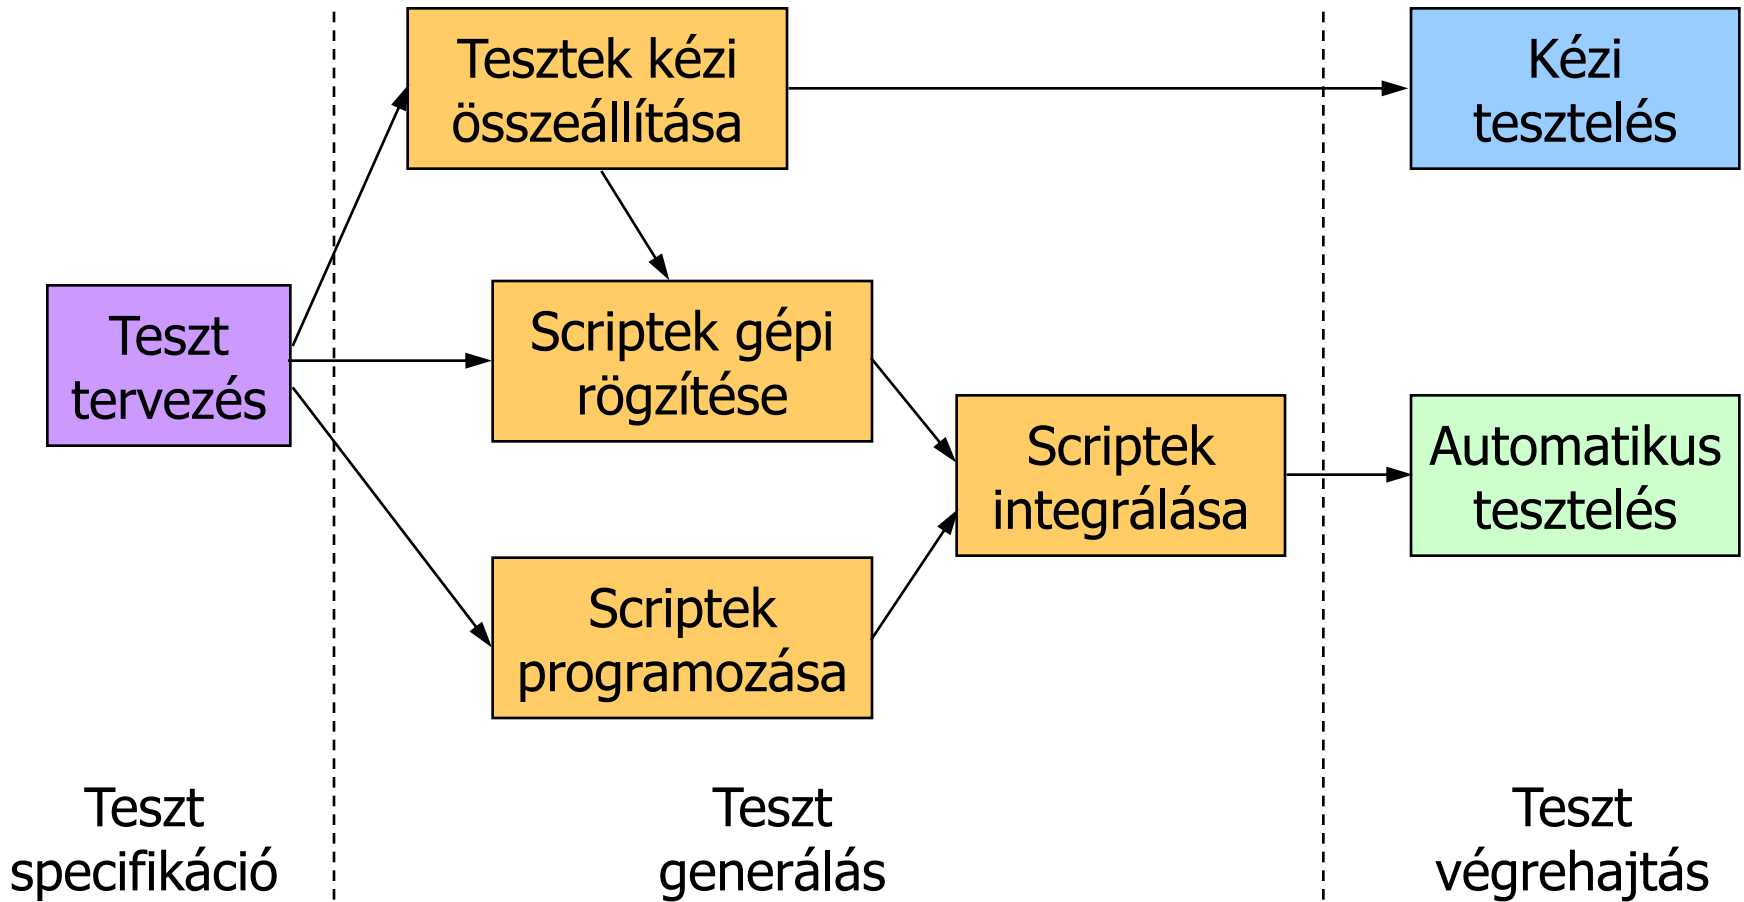 Tesztek kézi
összeállítása
Kézi
tesztelés
Teszt
tervezés
Scriptek gépi
rögzítése
Scriptek
integrálása
Automatikus
tesztelés
Scriptek
programozása
Teszt
specifikáció
Teszt
generálás
Teszt
végrehajtás